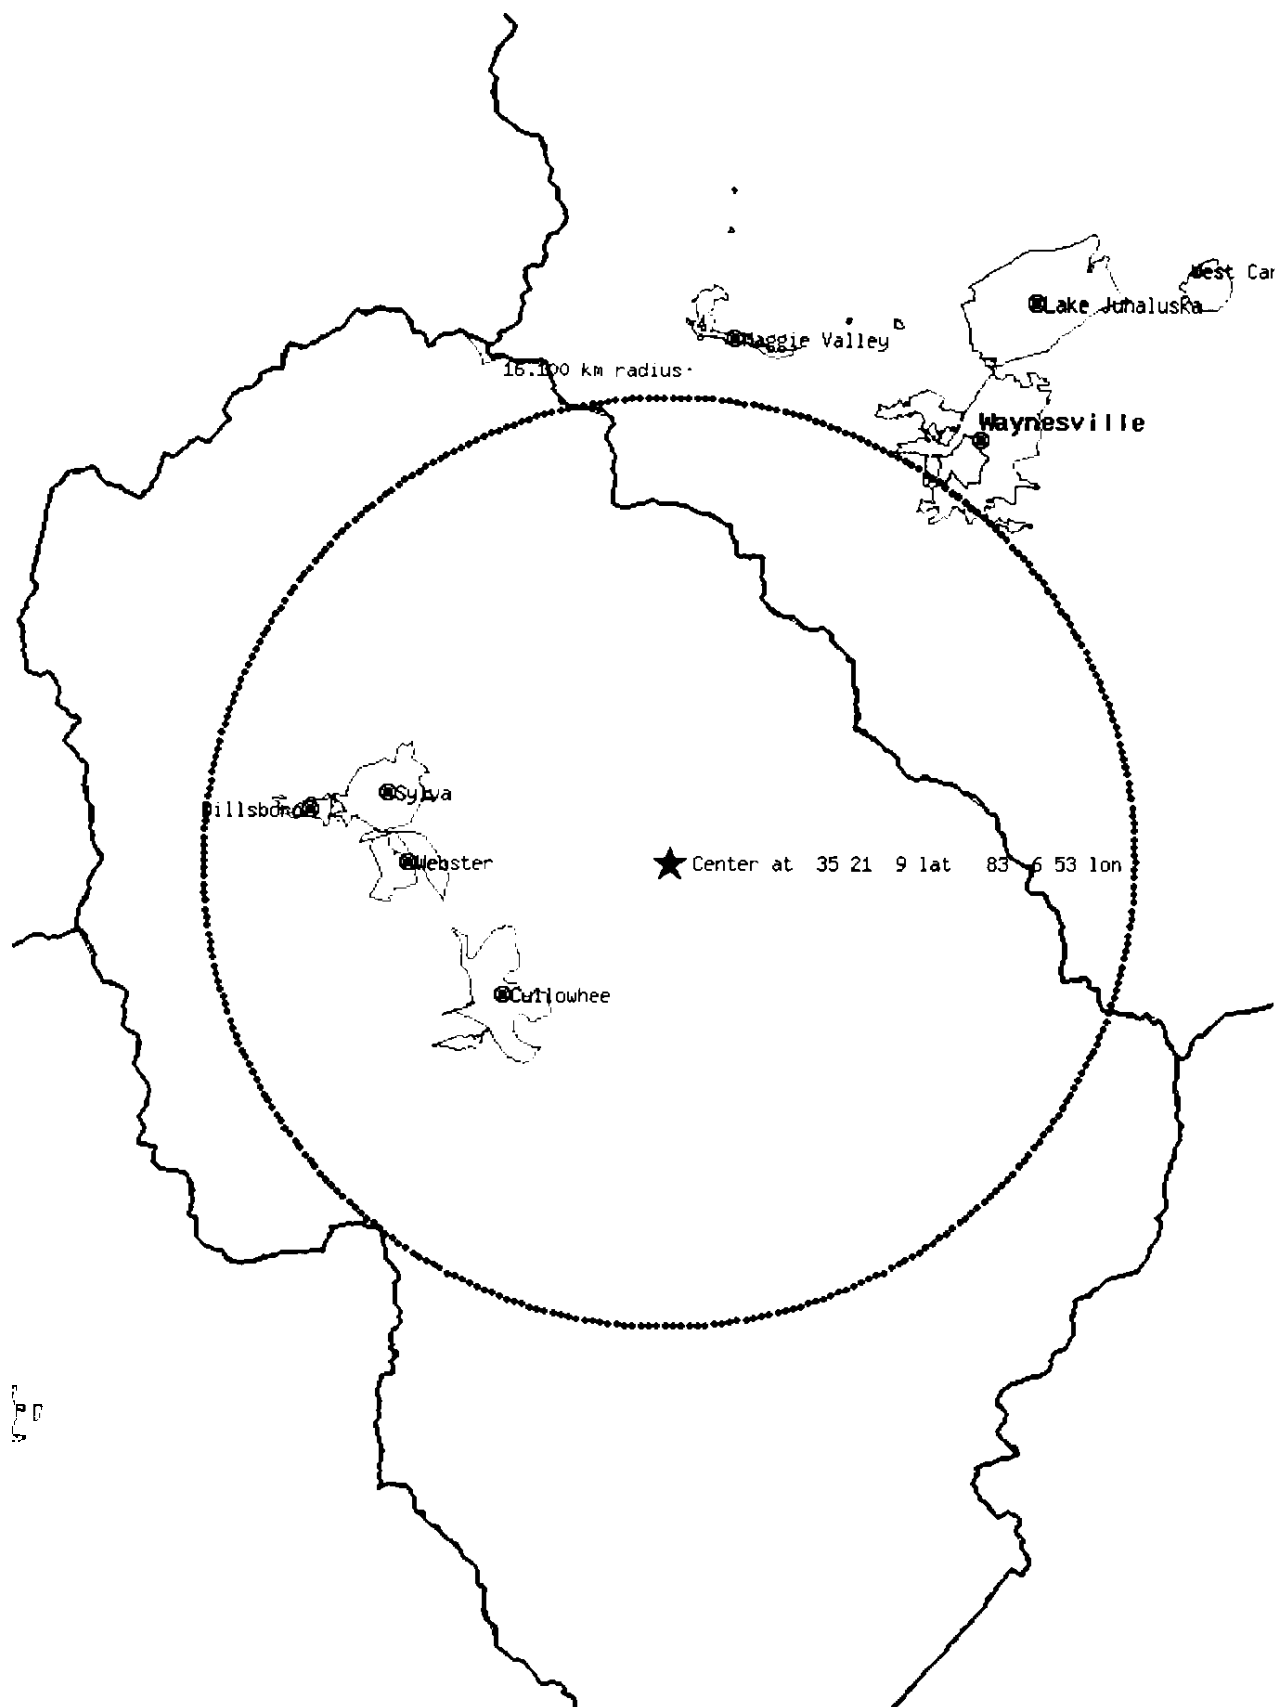 West Car
Lake Junaluska
Maggie Valley
16.100 km radius
Waynesville
Sylva
Dillsboro
Webster
Center at 35 21 9 lat 83 6 53 lon
Cullowhee